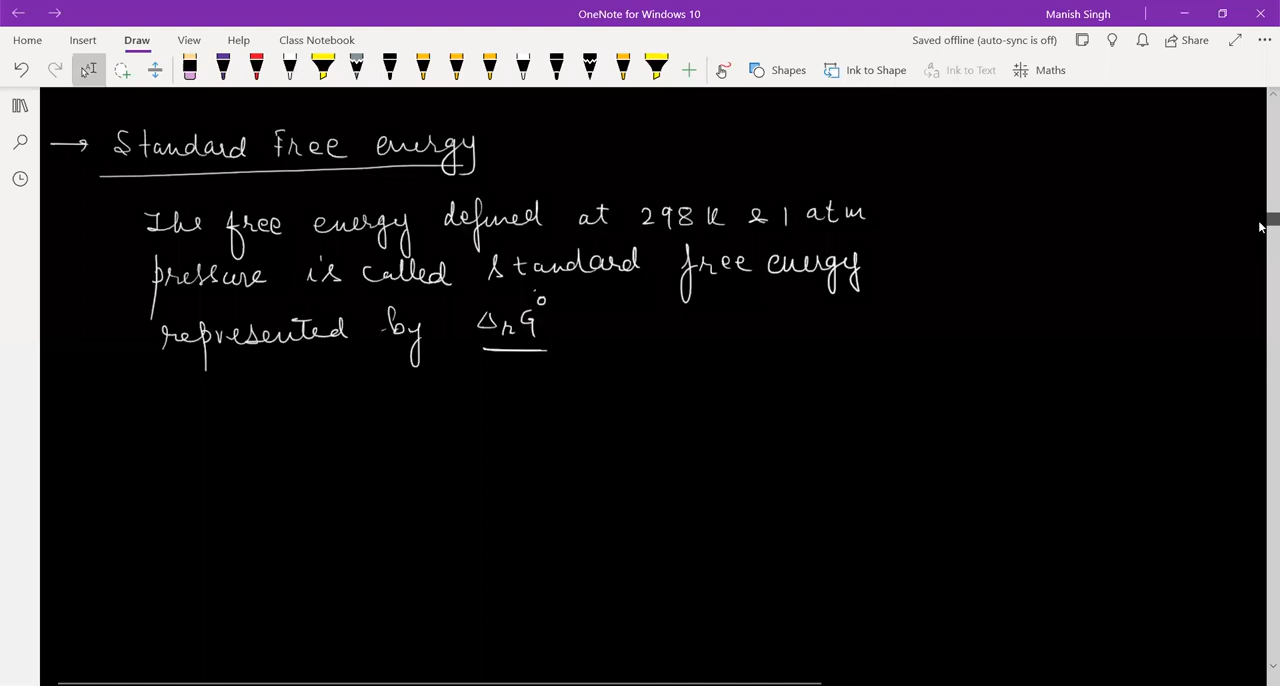 OneNote for Windows 10
Manish Singh
Home Insert Draw View Help Class Notebook
Saved offline (auto-sync is off) Share
Shapes Ink to Shape Ink to Text Maths
→ Standard Free energy
The free energy defined at 298 K & 1 atm
pressure is called standard free energy
represented by ΔrG°